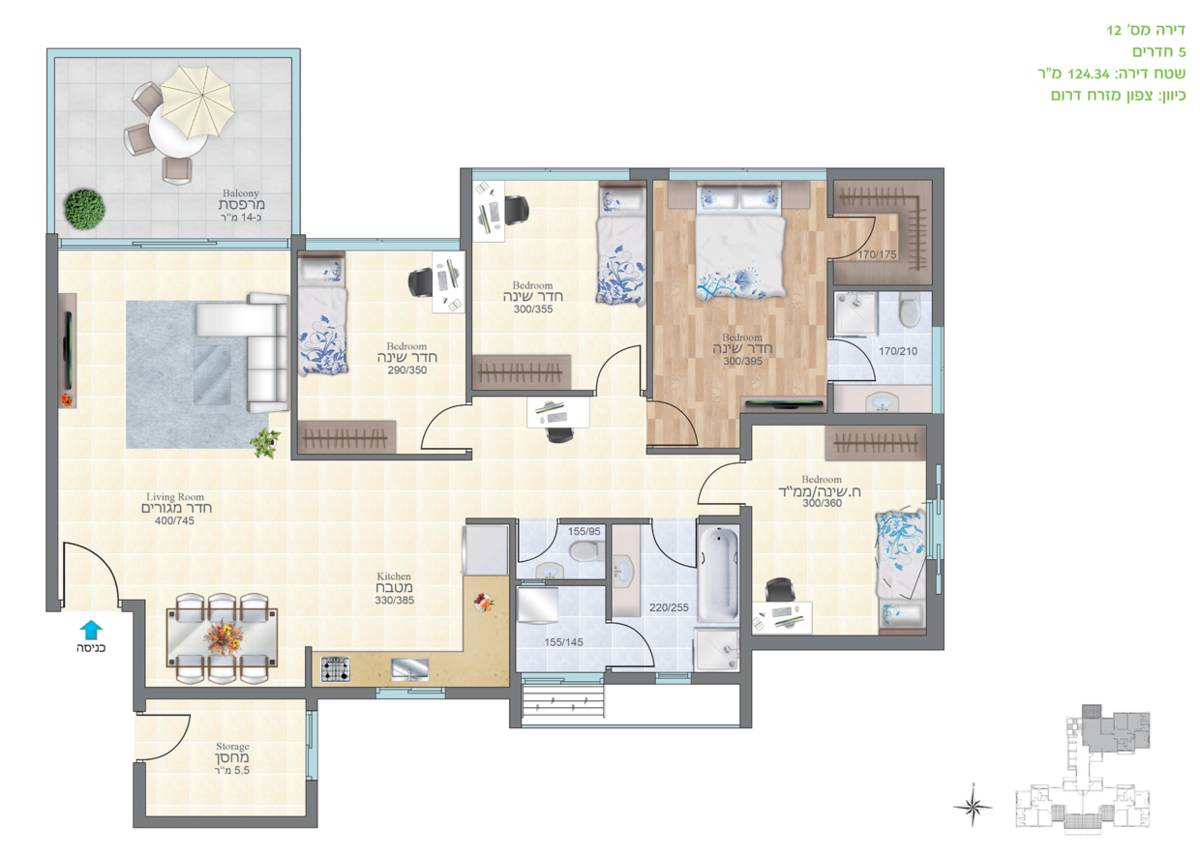 דירה מס' 12
5 חדרים
שטח דירה: 124.34 מ"ר
כיוון: צפון מזרח דרום
Balcony
מרפסת
כ-14 מ"ר
170/175
Bedroom
חדר שינה
300/355
Bedroom
חדר שינה
300/395
Bedroom
חדר שינה
290/350
170/210
Living Room
חדר מגורים
400/745
Bedroom
ח.שינה/ממ"ד
300/360
155/95
Kitchen
מטבח
330/385
220/255
155/145
כניסה
Storage
מחסן
5.5 מ"ר